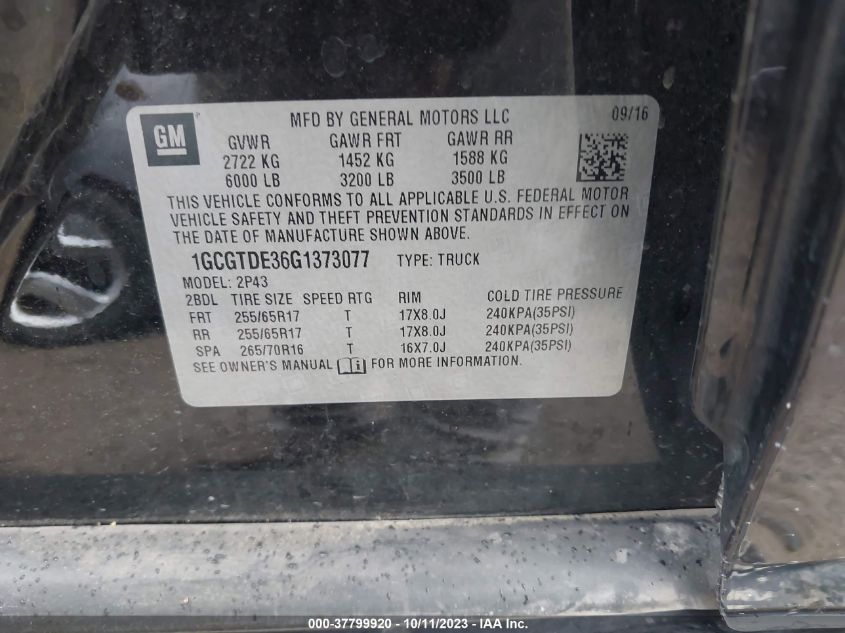 GM
MFD BY GENERAL MOTORS LLC 09/16
GVWR GAWR FRT GAWR RR
2722 KG 1452 KG 1588 KG
6000 LB 3200 LB 3500 LB
THIS VEHICLE CONFORMS TO ALL APPLICABLE U.S. FEDERAL MOTOR
VEHICLE SAFETY AND THEFT PREVENTION STANDARDS IN EFFECT ON
THE DATE OF MANUFACTURE SHOWN ABOVE.
1GCGTDE36G1373077 TYPE: TRUCK
MODEL: 2P43
2BDL TIRE SIZE SPEED RTG RIM COLD TIRE PRESSURE
FRT 255/65R17 T 17X8.0J 240KPA(35PSI)
RR 255/65R17 T 17X8.0J 240KPA(35PSI)
SPA 265/70R16 T 16X7.0J 240KPA(35PSI)
SEE OWNER'S MANUAL FOR MORE INFORMATION.
000-37799920 - 10/11/2023 - © IAA Inc.